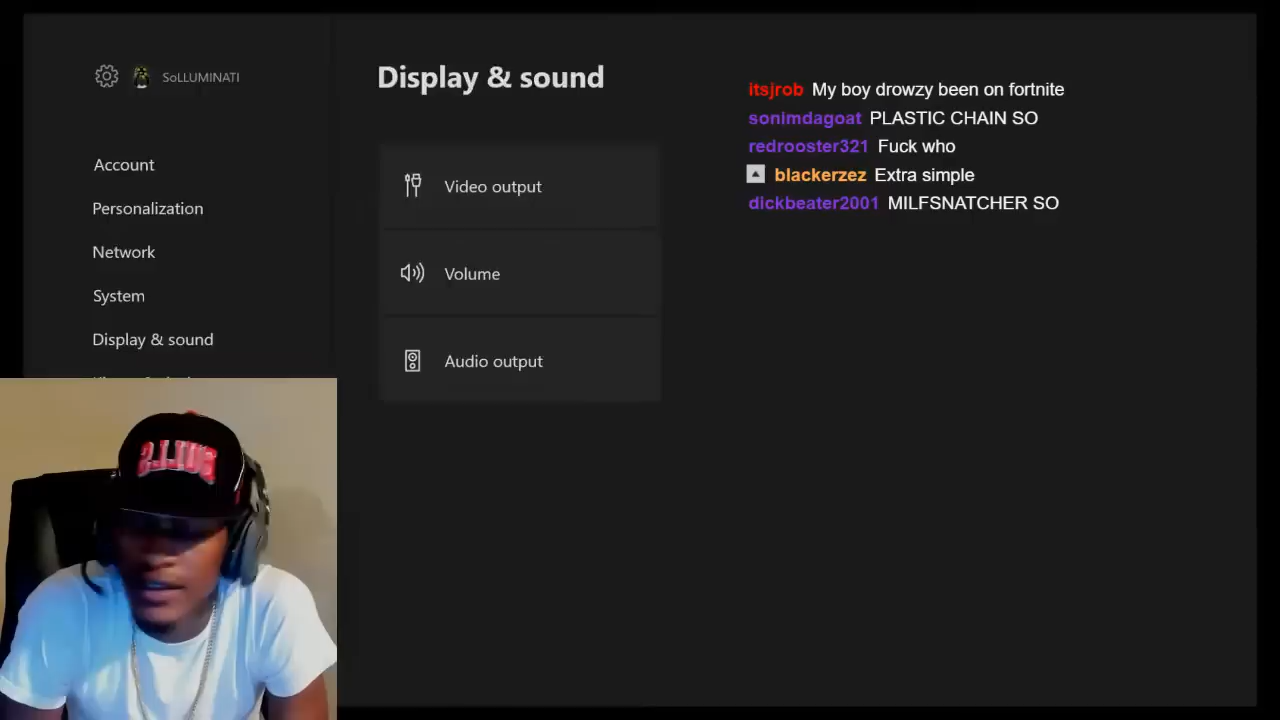 SoLLUMINATI
Display & sound
Account
Personalization
Network
System
Display & sound
Video output
Volume
Audio output
itsjrob My boy drowzy been on fortnite
sonimdagoat PLASTIC CHAIN SO
redrooster321 Fuck who
blackerzez Extra simple
dickbeater2001 MILFSNATCHER SO
BULLS